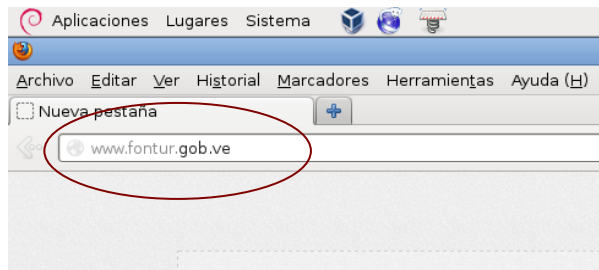 Aplicaciones Lugares Sistema
Archivo Editar Ver Historial Marcadores Herramientas Ayuda (H)
Nueva pestaña
www.fontur.gob.ve